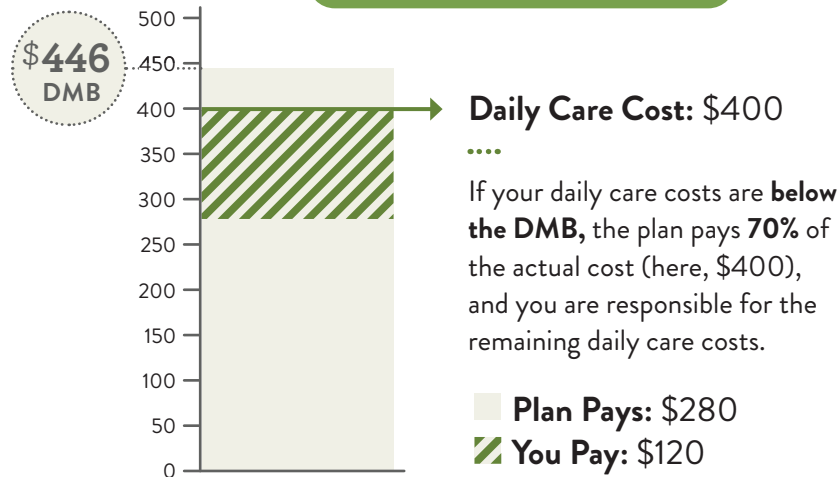 500
$446
DMB
450
400
350
300
250
200
150
100
50
0
Daily Care Cost: $400
If your daily care costs are below
the DMB, the plan pays 70% of
the actual cost (here, $400),
and you are responsible for the
remaining daily care costs.
Plan Pays: $280
You Pay: $120